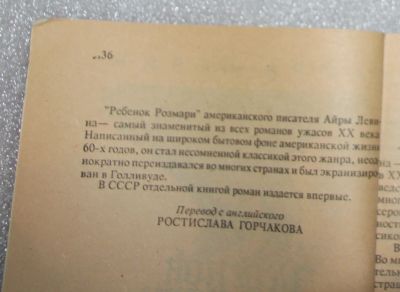 „36
"Ребенок Розмари" американского писателя Айры Леви-
на— самый знаменитый из всех романов ужасов XX века
Написанный на широком бытовом фоне американской жизни
60-х годов, он стал несомненной классикой этого жанра, неод
нократно переиздавался во многих странах и был экранизиро
ван в Голливуде.
В СССР отдельной книгой роман издается впервые.
Перевод с английского
РОСТИСЛАВА ГОРЧАКОВА